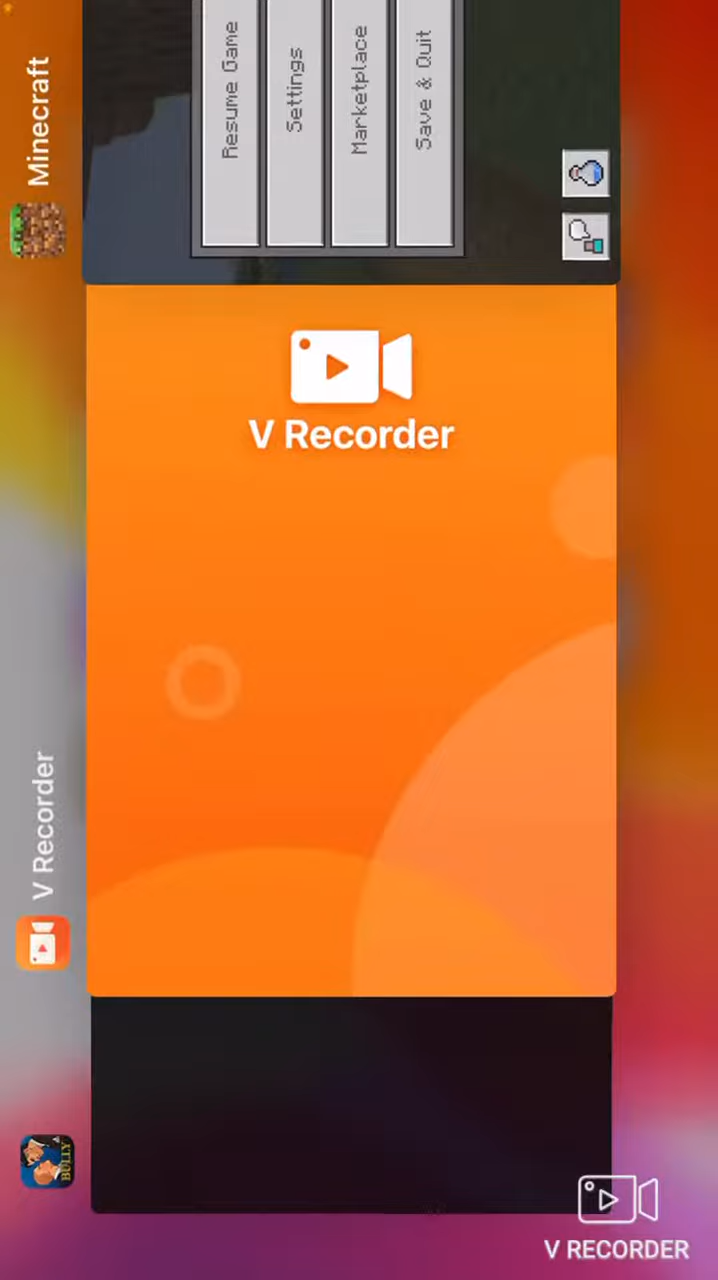 Minecraft
Resume Game
Settings
Marketplace
Save & Quit
V Recorder
V Recorder
BULLY
V RECORDER